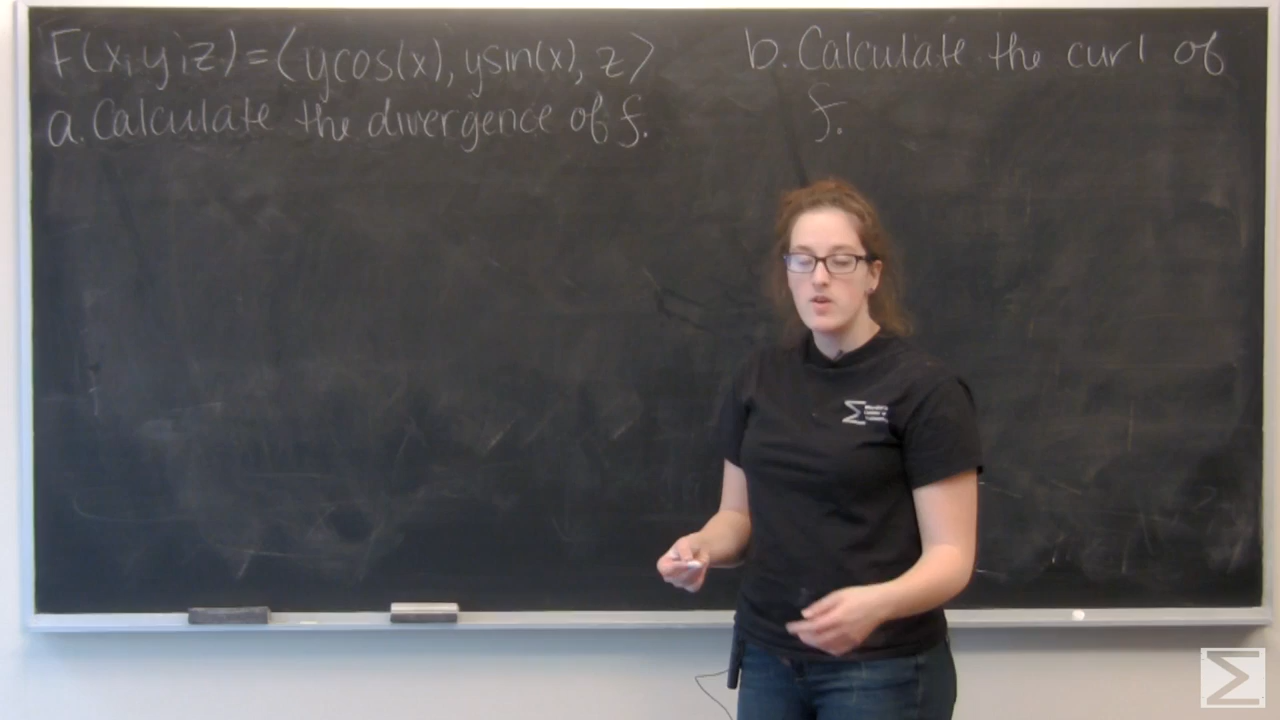 F(x,y,z)=⟨ycos(x),ysin(x),z⟩
a. Calculate the divergence of f.
b. Calculate the curl of
f.
Σ
Σ